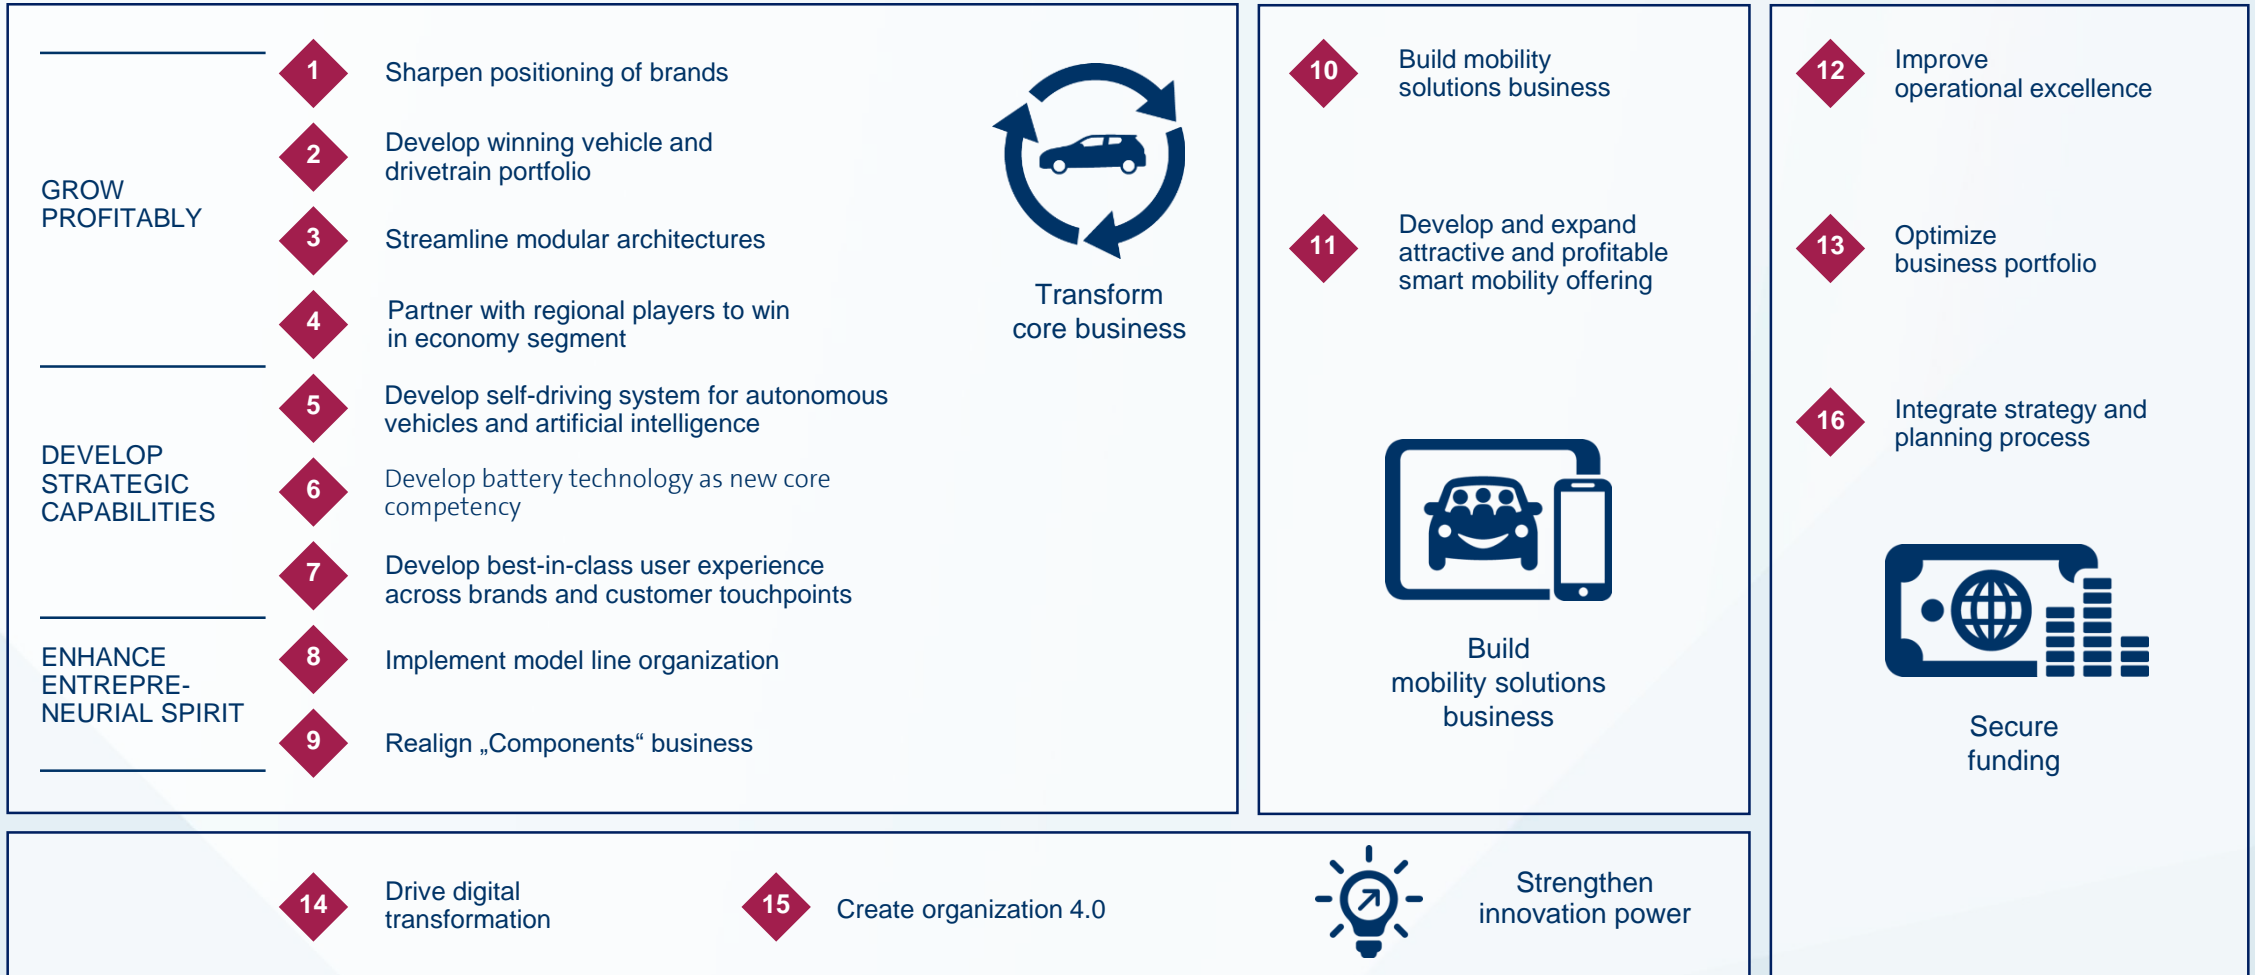 GROW
PROFITABLY
1
Sharpen positioning of brands
2
Develop winning vehicle and
drivetrain portfolio
3
Streamline modular architectures
4
Partner with regional players to win
in economy segment
DEVELOP
STRATEGIC
CAPABILITIES
5
Develop self-driving system for autonomous
vehicles and artificial intelligence
6
Develop battery technology as new core
competency
7
Develop best-in-class user experience
across brands and customer touchpoints
ENHANCE
ENTREPRE-
NEURIAL SPIRIT
8
Implement model line organization
9
Realign „Components“ business
Transform
core business
10
Build mobility
solutions business
11
Develop and expand
attractive and profitable
smart mobility offering
Build
mobility solutions
business
12
Improve
operational excellence
13
Optimize
business portfolio
16
Integrate strategy and
planning process
Secure
funding
14
Drive digital
transformation
15
Create organization 4.0
Strengthen
innovation power